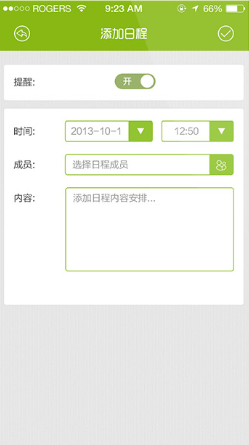 ROGERS 9:23 AM 66%
添加日程
提醒: 开
时间: 2013-10-1 12:50
成员: 选择日程成员
内容: 添加日程内容安排...